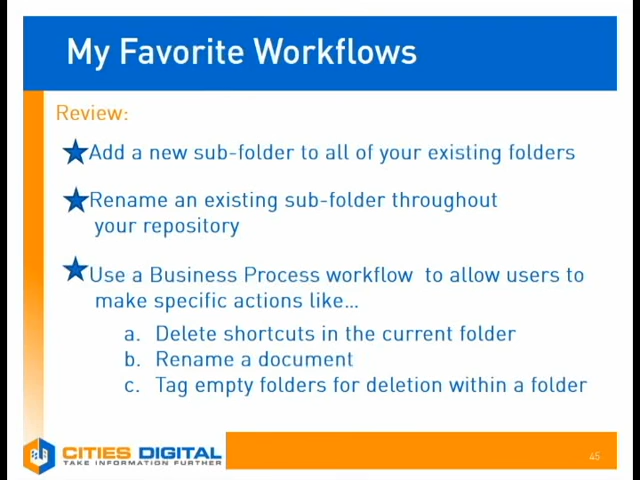 My Favorite Workflows
Review:
Add a new sub-folder to all of your existing folders
Rename an existing sub-folder throughout
your repository
Use a Business Process workflow to allow users to
make specific actions like...
a. Delete shortcuts in the current folder
b. Rename a document
c. Tag empty folders for deletion within a folder
CITIES DIGITAL
TAKE INFORMATION FURTHER
45